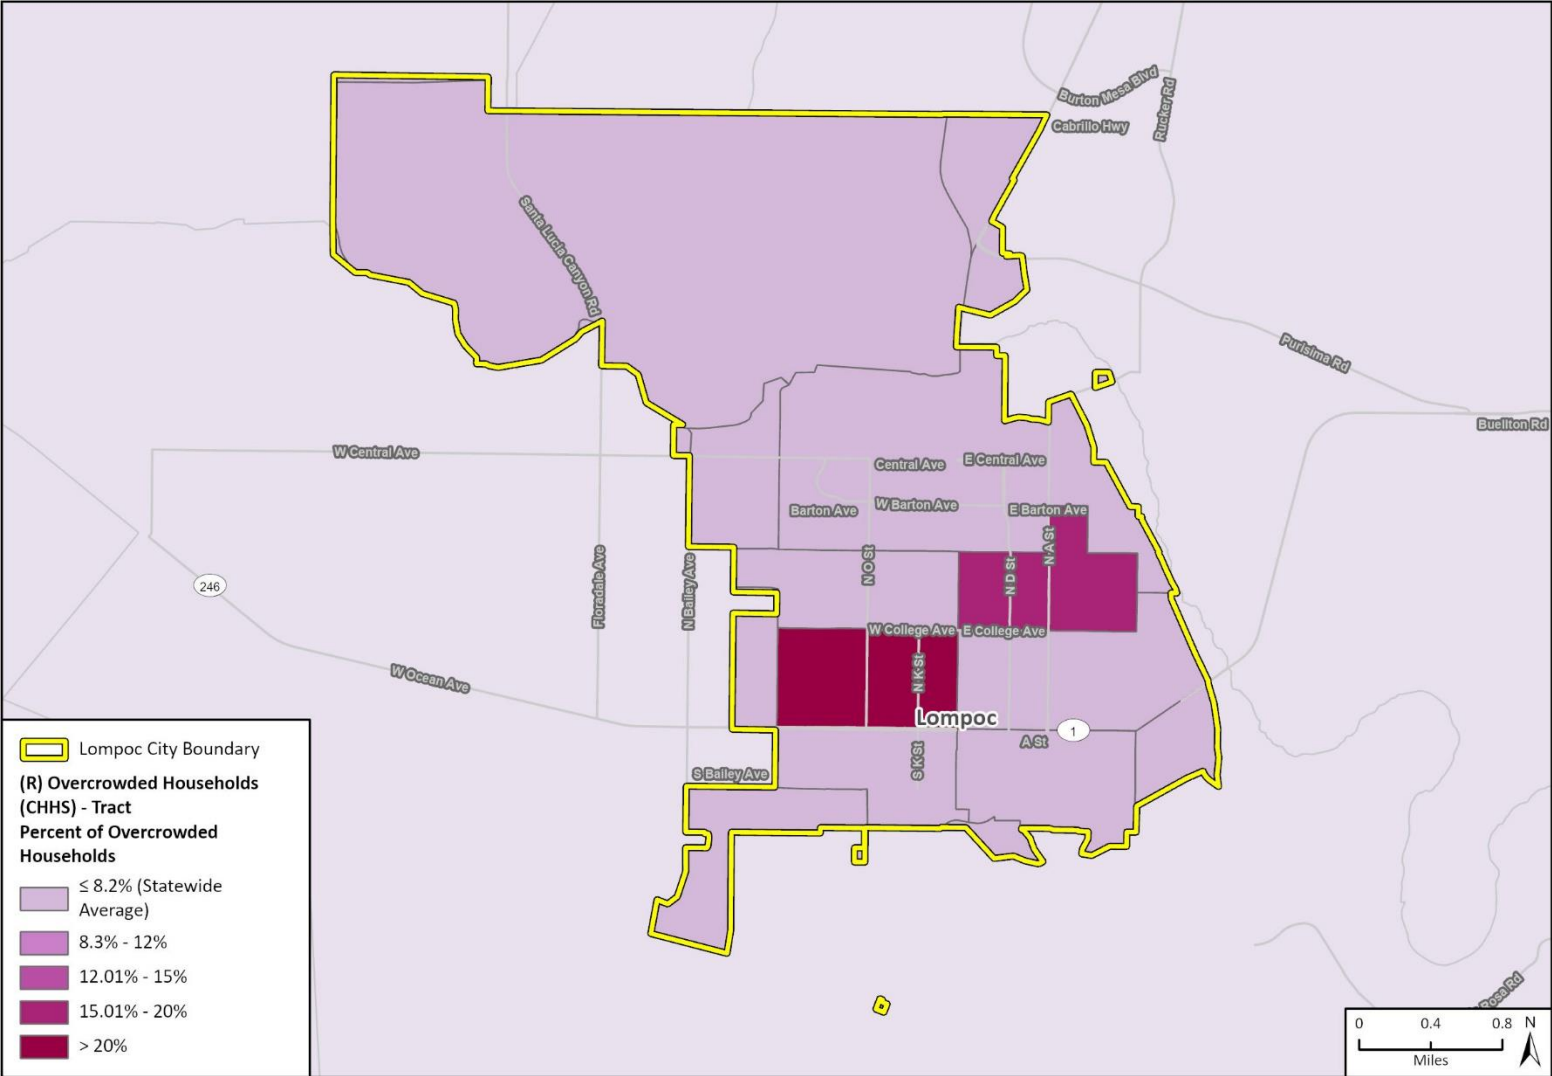 Burton Mesa Blvd
Rucker Rd
Cabrillo Hwy
Santa Lucia Canyon Rd
Purisima Rd
Buellton Rd
W Central Ave
Central Ave
E Central Ave
Barton Ave
W Barton Ave
E Barton Ave
N A St
N O St
N D St
Floradale Ave
N Bailey Ave
246
W College Ave
E College Ave
N K St
W Ocean Ave
Lompoc
1
A St
S K St
S Bailey Ave
Rosa Rd
Lompoc City Boundary
(R) Overcrowded Households
(CHHS) - Tract
Percent of Overcrowded
Households
≤ 8.2% (Statewide
Average)
8.3% - 12%
12.01% - 15%
15.01% - 20%
> 20%
0 0.4 0.8 N
Miles